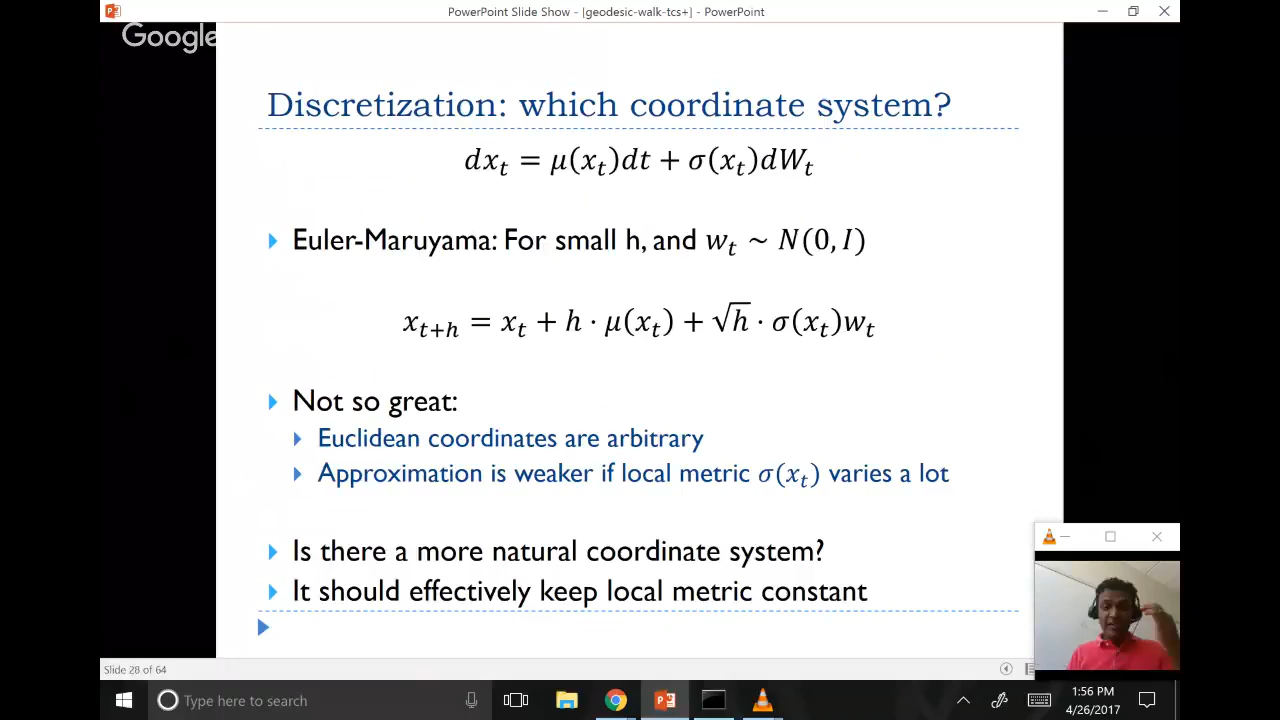 PowerPoint Slide Show - [geodesic-walk-tcs+] - PowerPoint
Google
Discretization: which coordinate system?
dx_t = μ(x_t)dt + σ(x_t)dW_t
Euler-Maruyama: For small h, and w_t ~ N(0, I)
x_{t+h} = x_t + h · μ(x_t) + √h · σ(x_t)w_t
Not so great:
Euclidean coordinates are arbitrary
Approximation is weaker if local metric σ(x_t) varies a lot
Is there a more natural coordinate system?
It should effectively keep local metric constant
Slide 28 of 64
Type here to search
1:56 PM
4/26/2017